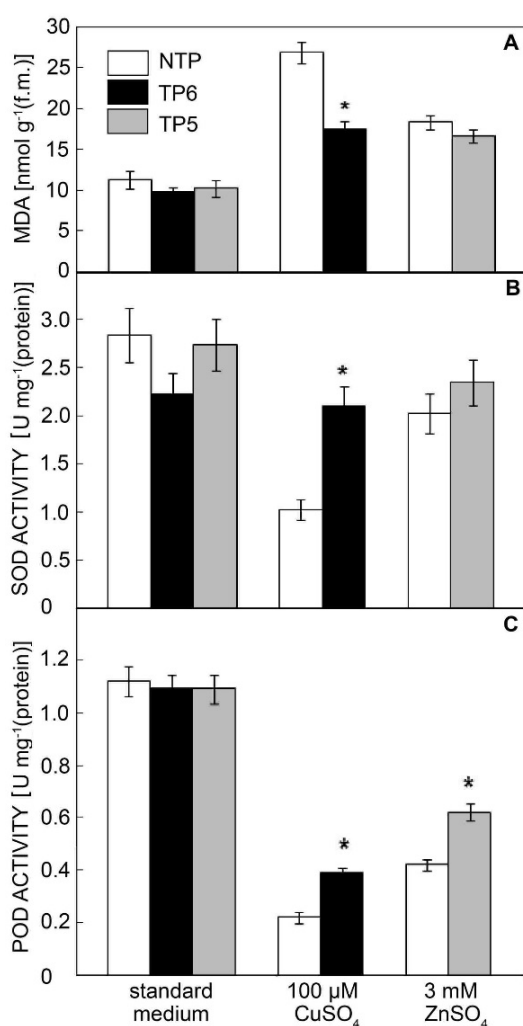 A
30
25
20
15
10
5
0
MDA [nmol g⁻¹(f.m.)]
NTP
TP6
TP5
*
B
3.0
2.5
2.0
1.0
0.5
0
SOD ACTIVITY [U mg⁻¹(protein)]
*
C
1.2
1.0
0.8
0.6
0.4
0.2
0
POD ACTIVITY [U mg⁻¹(protein)]
*
*
standard
medium
100 µM
CuSO₄
3 mM
ZnSO₄